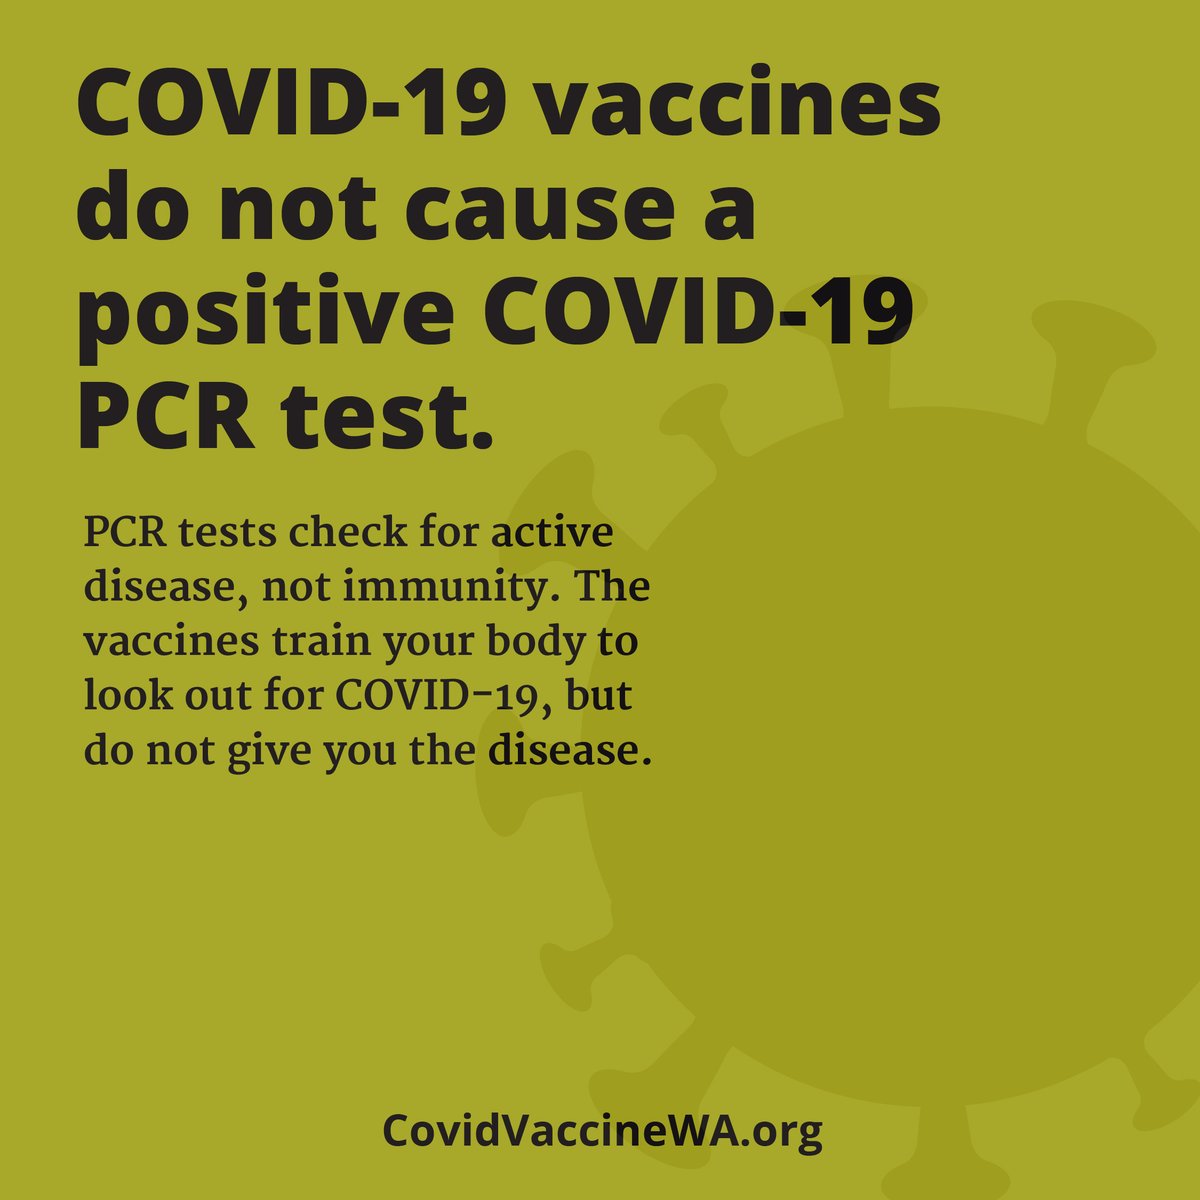 COVID-19 vaccines
do not cause a
positive COVID-19
PCR test.
PCR tests check for active
disease, not immunity. The
vaccines train your body to
look out for COVID-19, but
do not give you the disease.
CovidVaccineWA.org